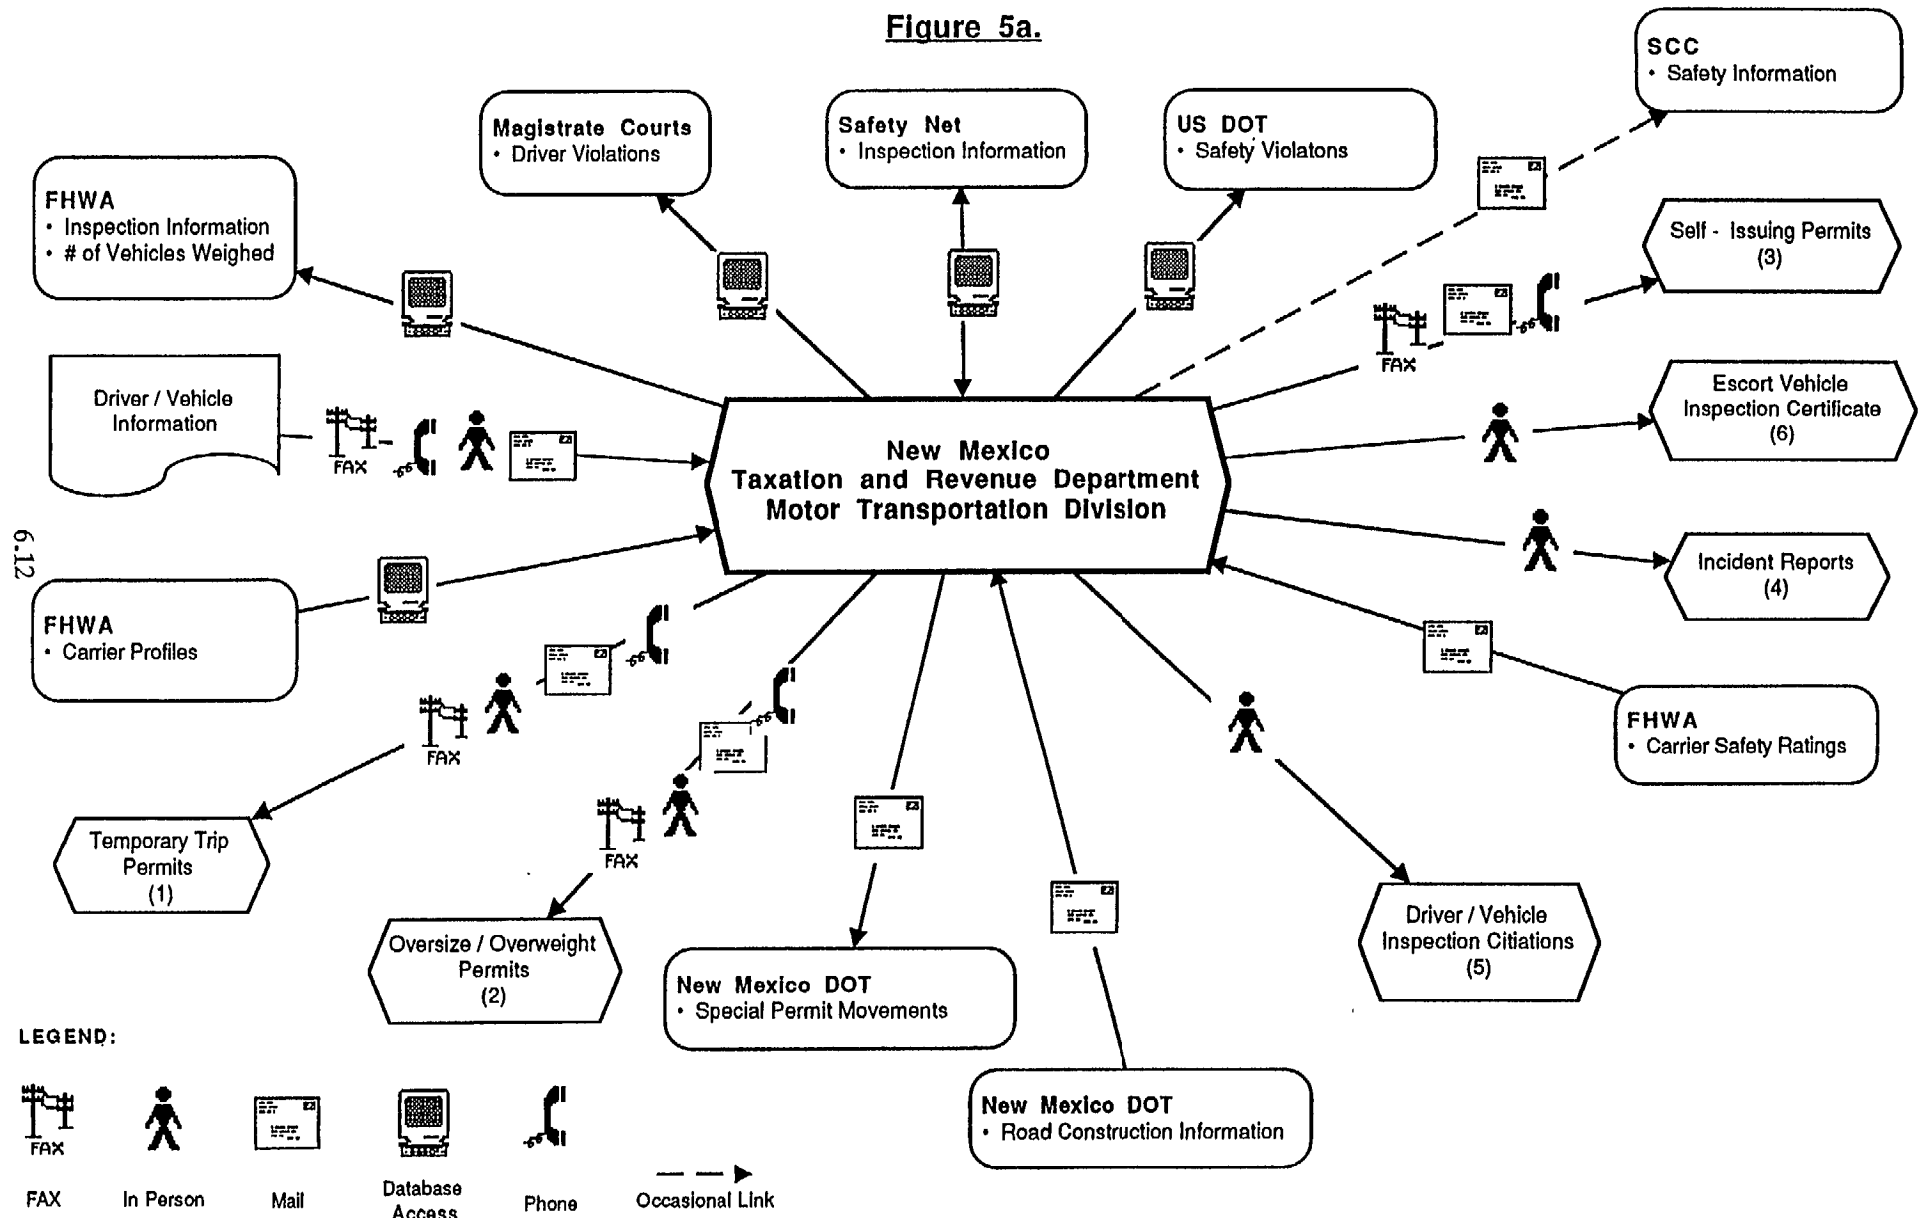 Figure 5a.
SCC
• Safety Information
Magistrate Courts
• Driver Violations
Safety Net
• Inspection Information
US DOT
• Safety Violatons
FHWA
• Inspection Information
• # of Vehicles Weighed
Self - Issuing Permits
(3)
FAX
Driver / Vehicle
Information
FAX
Escort Vehicle
Inspection Certificate
(6)
New Mexico
Taxation and Revenue Department
Motor Transportation Division
6.12
Incident Reports
(4)
FHWA
• Carrier Profiles
FHWA
• Carrier Safety Ratings
FAX
Temporary Trip
Permits
(1)
FAX
Oversize / Overweight
Permits
(2)
New Mexico DOT
• Special Permit Movements
Driver / Vehicle
Inspection Citiations
(5)
New Mexico DOT
• Road Construction Information
LEGEND:
FAX
FAX
In Person
Mail
Database
Access
Phone
Occasional Link